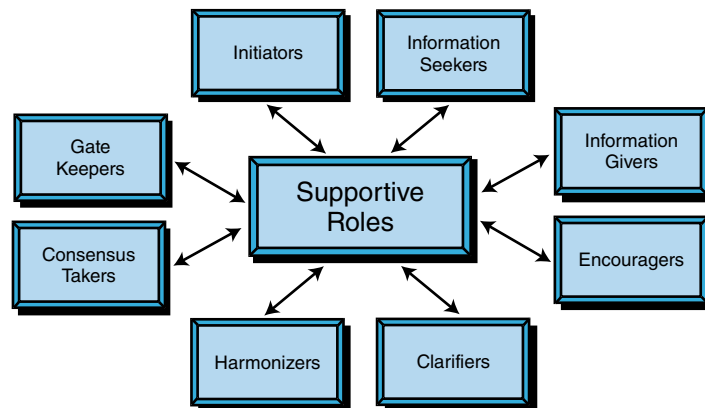 Initiators
Information
Seekers
Gate
Keepers
Information
Givers
Supportive
Roles
Consensus
Takers
Encouragers
Harmonizers
Clarifiers